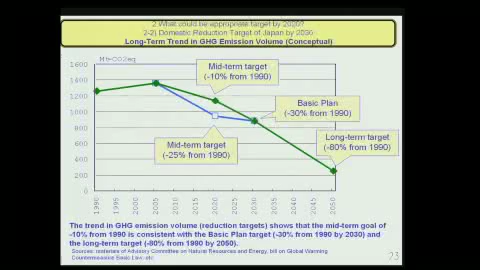 2.What could be appropriate target by 2020?
2-2) Domestic Reduction Target of Japan by 2030
Long-Term Trend in GHG Emission Volume (Conceptual)
Mt-CO2eq
1600
1400
1200
1000
800
600
400
200
0
1990
1995
2000
2005
2010
2015
2020
2025
2030
2035
2040
2045
2050
Mid-term target
(-10% from 1990)
Basic Plan
(-30% from 1990)
Mid-term target
(-25% from 1990)
Long-term target
(-80% from 1990)
The trend in GHG emission volume (reduction targets) shows that the mid-term goal of
-10% from 1990 is consistent with the Basic Plan target (-30% from 1990 by 2030) and
the long-term target (-80% from 1990 by 2050).
Sources: materials of Advisory Committee on Natural Resources and Energy, bill on Global Warming
Countermeasure Basic Law, etc.
23